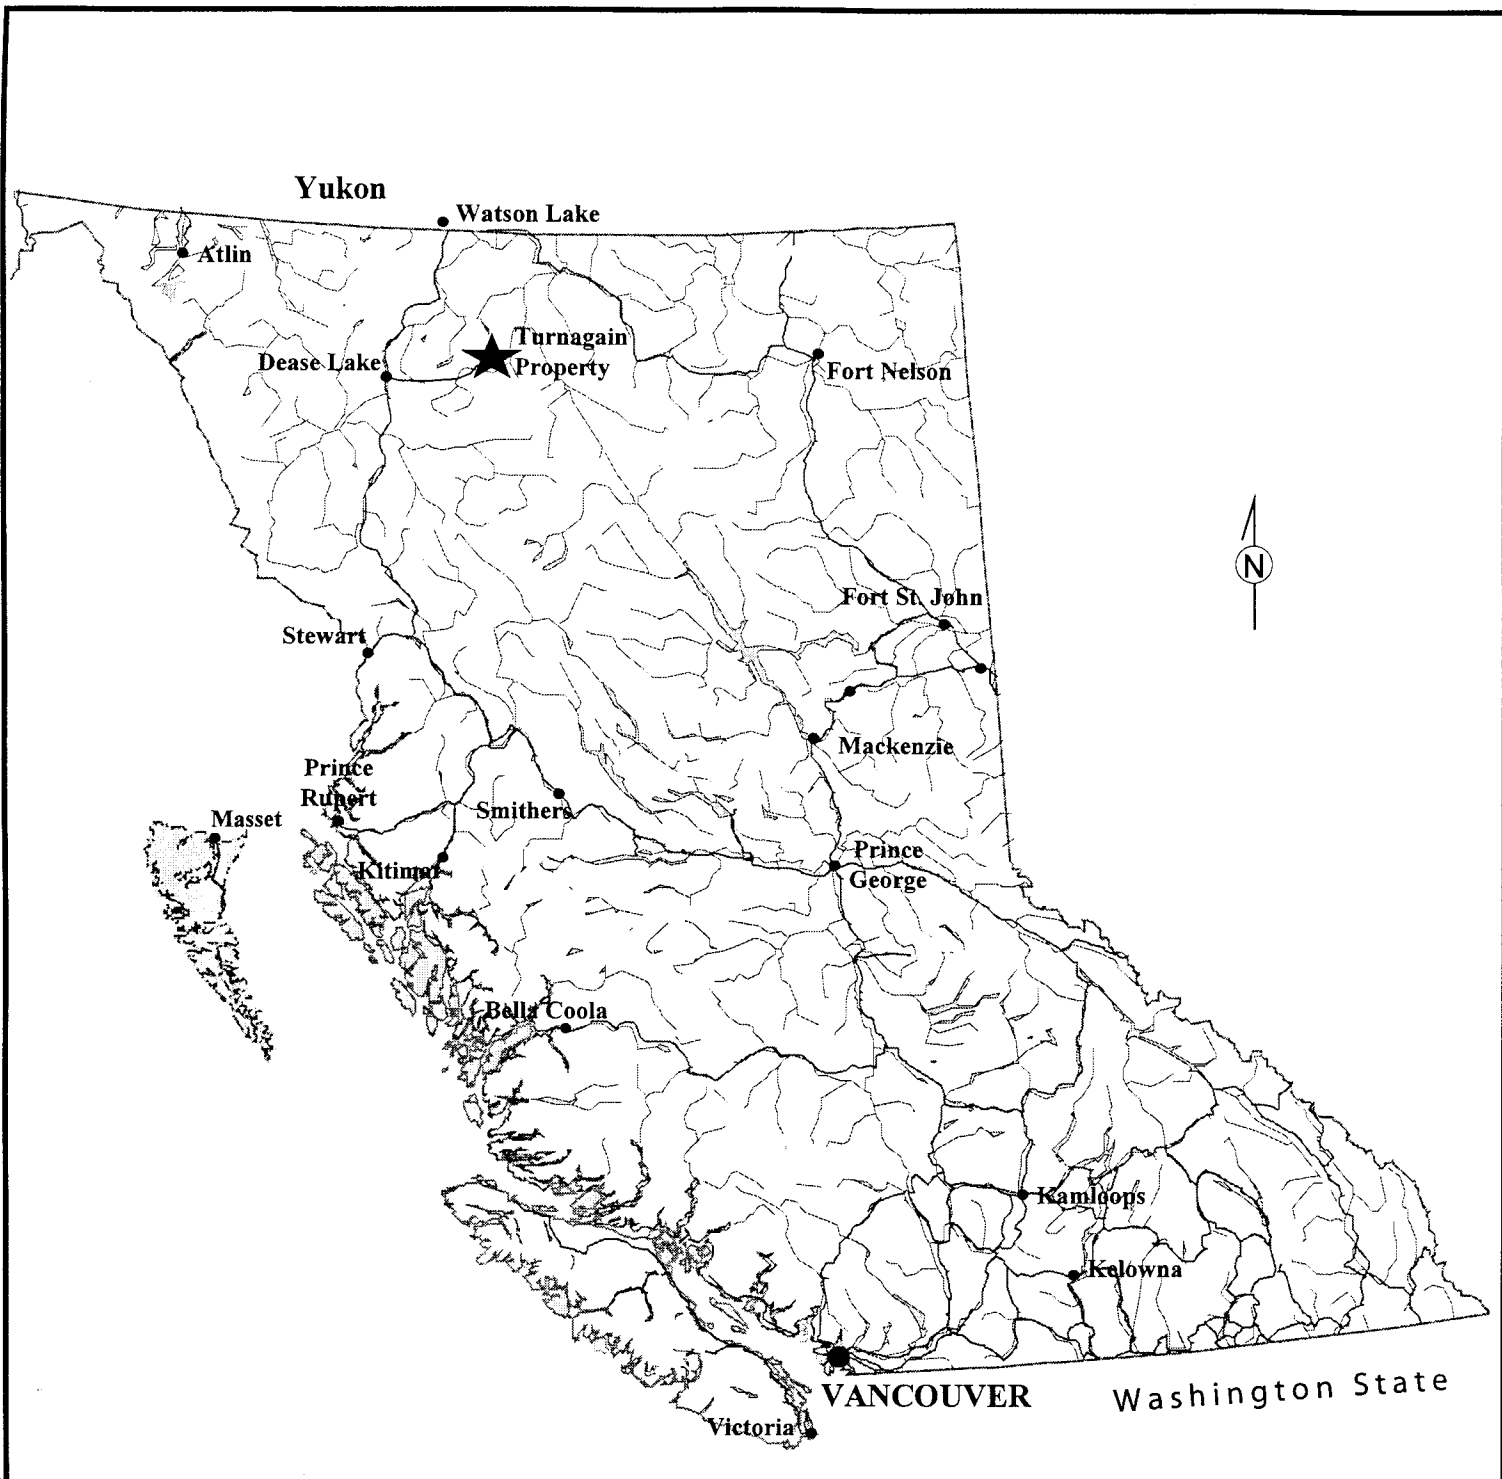 Yukon
Watson Lake
Atlin
Turnagain
Property
Dease Lake
Fort Nelson
N
Fort St. John
Stewart
Mackenzie
Prince
Rupert
Smithers
Masset
Kitimat
Prince
George
Bella Coola
Kamloops
Kelowna
VANCOUVER
Washington State
Victoria